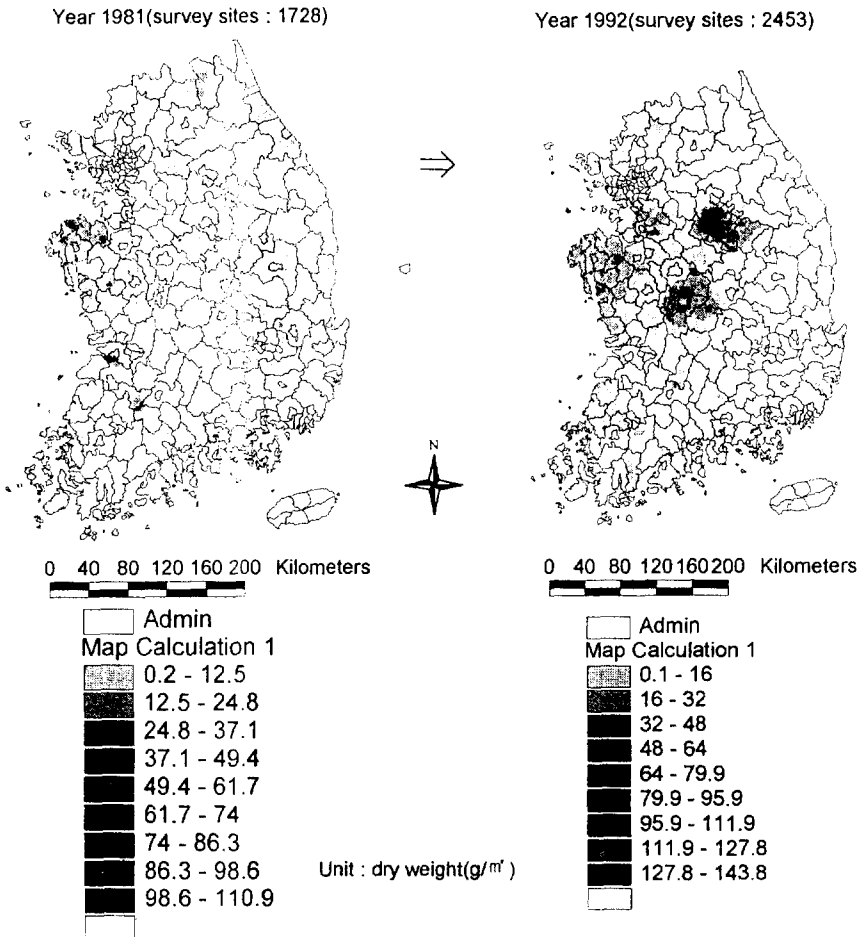 Year 1981(survey sites : 1728)
Year 1992(survey sites : 2453)
N
0 40 80 120 160 200 Kilometers
Admin
Map Calculation 1
0.2 - 12.5
12.5 - 24.8
24.8 - 37.1
37.1 - 49.4
49.4 - 61.7
61.7 - 74
74 - 86.3
86.3 - 98.6
98.6 - 110.9
Unit : dry weight(g/㎡)
0 40 80 120 160 200 Kilometers
Admin
Map Calculation 1
0.1 - 16
16 - 32
32 - 48
48 - 64
64 - 79.9
79.9 - 95.9
95.9 - 111.9
111.9 - 127.8
127.8 - 143.8